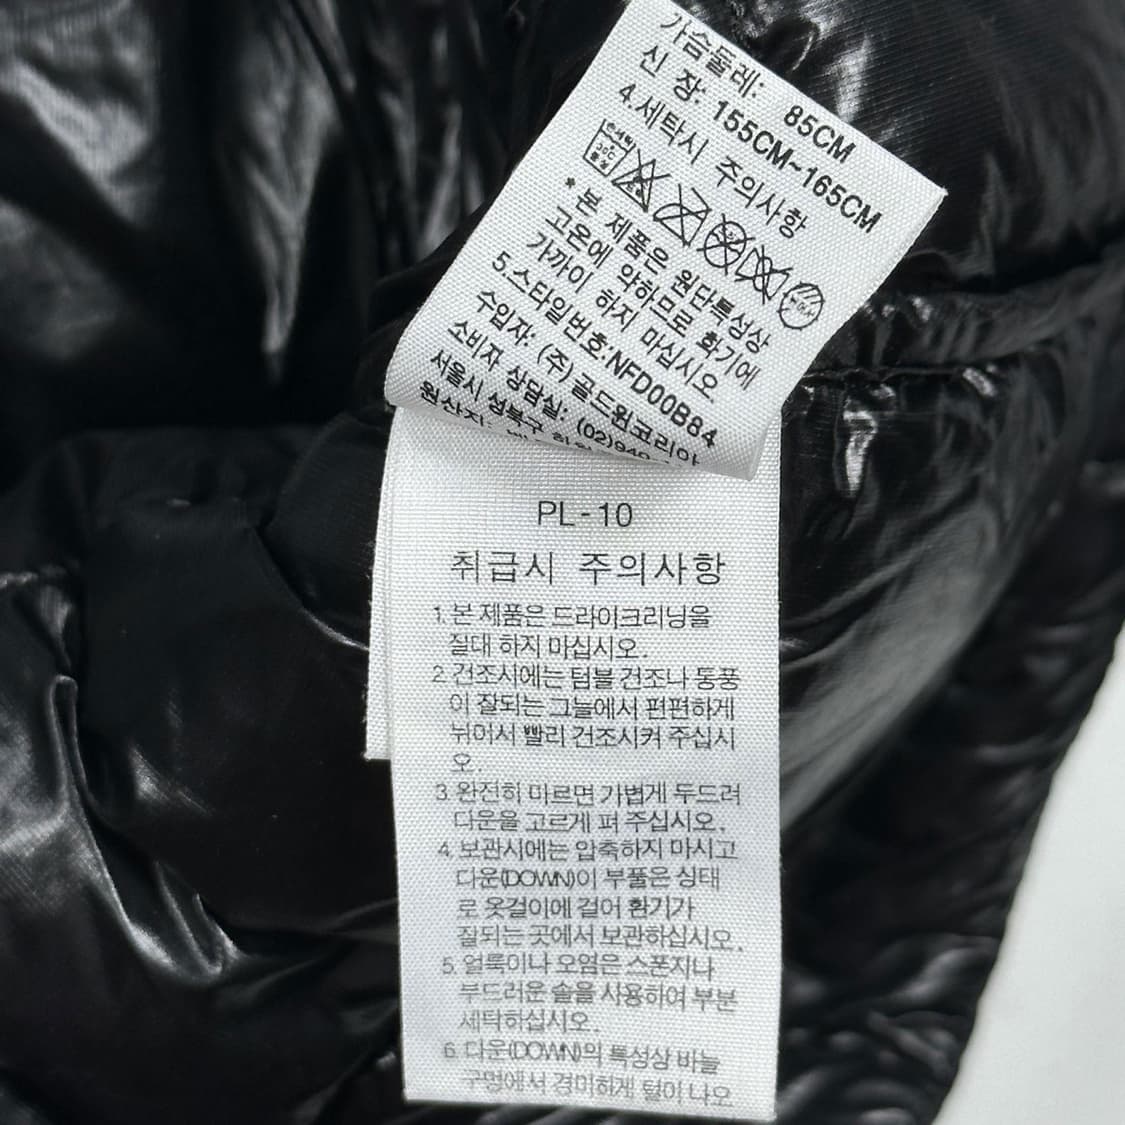 가슴둘레: 85CM
신 장: 155CM~165CM
4.세탁시 주의사항
손세탁
30℃
중성
* 본 제품은 원단특성상
고온에 약하므로 화기에
가까이 하지 마십시오
5.스타일번호:NFD00B84
수입자: (주)골드윈코리아
소비자 상담실: (02)940-
서울시 성북구
원산지:
PL-10
취급시 주의사항
1. 본 제품은 드라이크리닝을
절대 하지 마십시오.
2. 건조시에는 텀블 건조나 통풍
이 잘되는 그늘에서 편편하게
뉘어서 빨리 건조시켜 주십시
오.
3. 완전히 마르면 가볍게 두드려
다운을 고르게 펴 주십시오.
4. 보관시에는 압축하지 마시고
다운(DOWN)이 부풀은 상태
로 옷걸이에 걸어 환기가
잘되는 곳에서 보관하십시오.
5. 얼룩이나 오염은 스폰지나
부드러운 솔을 사용하여 부분
세탁하십시오.
6. 다운(DOWN)의 특성상 바늘
구멍에서 경미하게 털이 나오